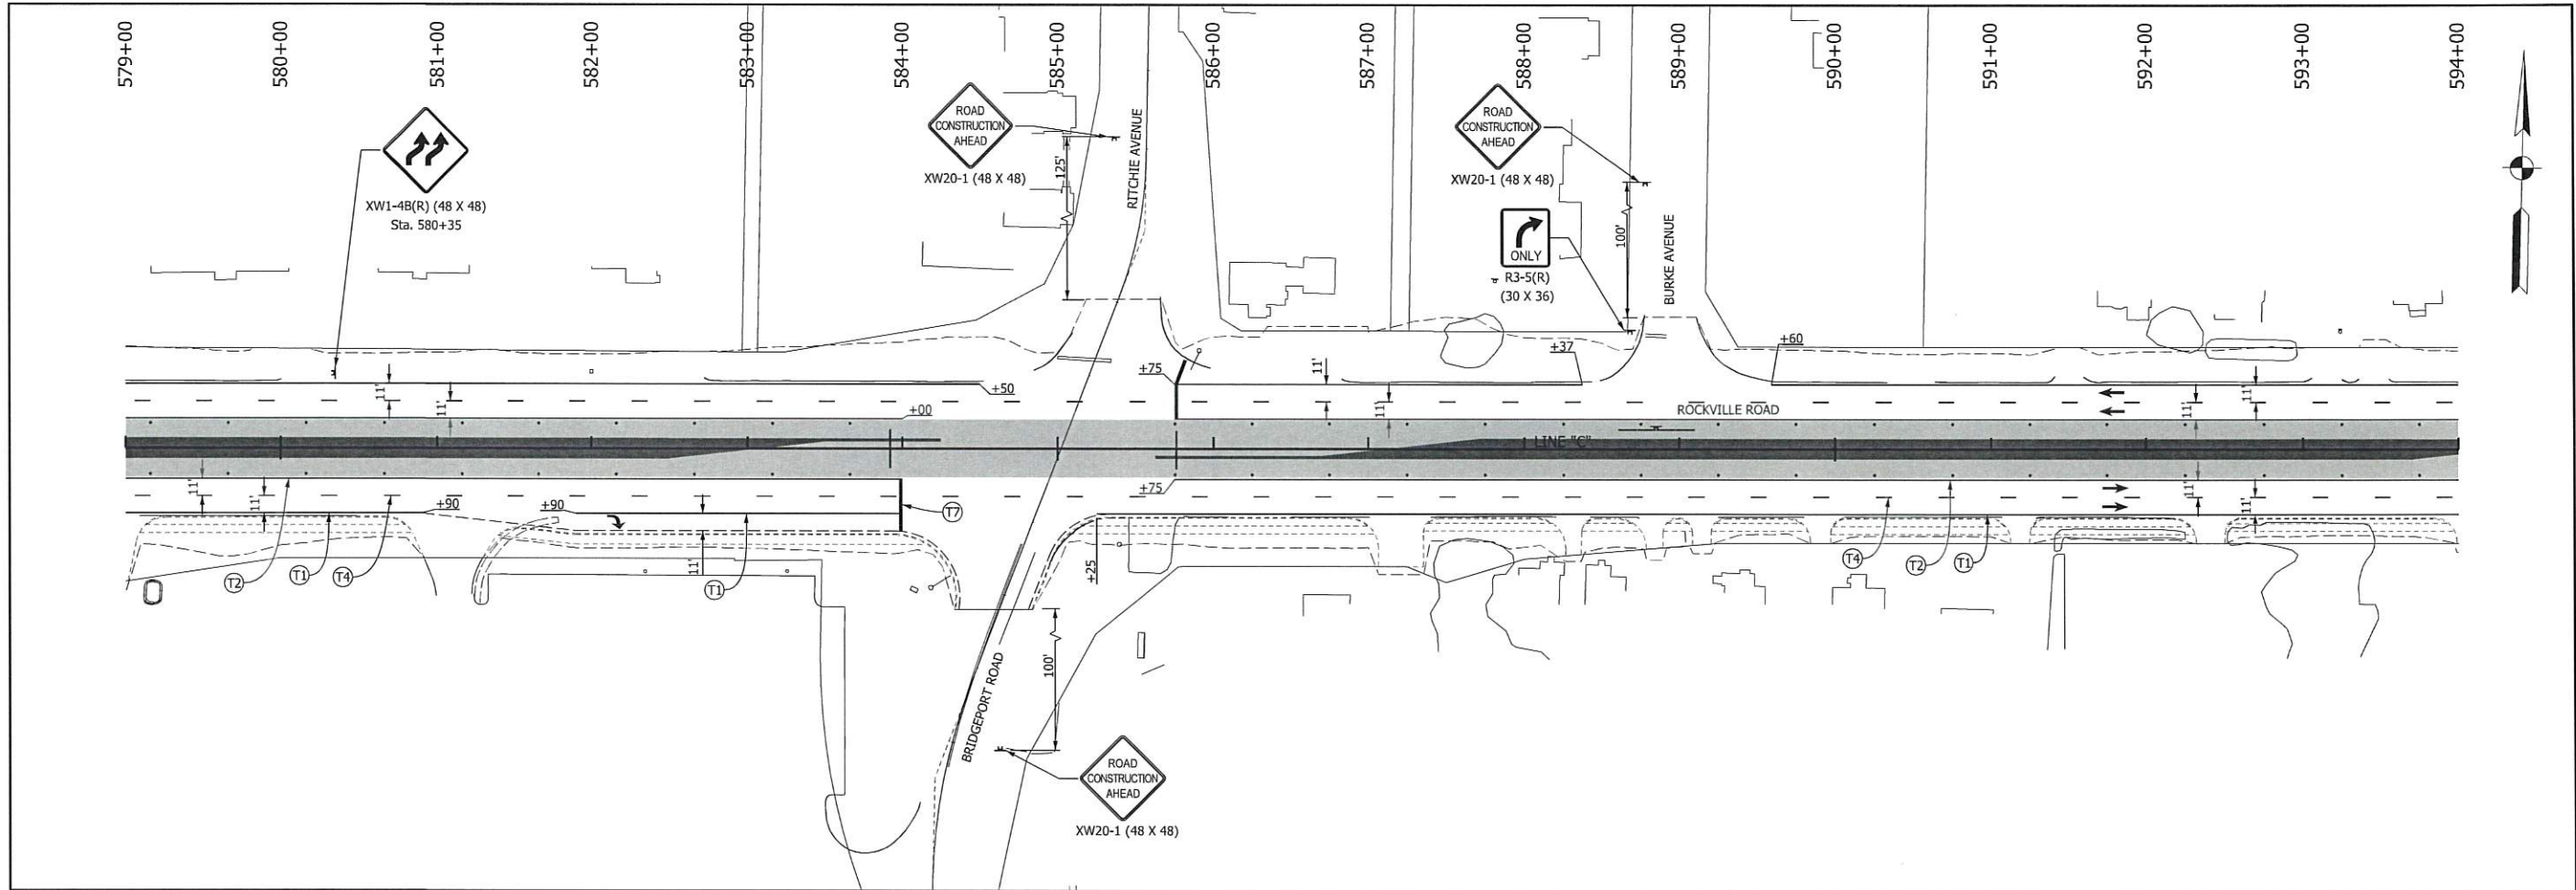 579+00
580+00
581+00
582+00
583+00
584+00
585+00
586+00
587+00
588+00
589+00
590+00
591+00
592+00
593+00
594+00
XW1-4B(R) (48 X 48)
Sta. 580+35
ROAD
CONSTRUCTION
AHEAD
XW20-1 (48 X 48)
125'
RITCHIE AVENUE
ROAD
CONSTRUCTION
AHEAD
XW20-1 (48 X 48)
ONLY
R3-5(R)
(30 X 36)
100'
BURKE AVENUE
11'
11'
+50
+00
+75
11'
11'
+37
+60
ROCKVILLE ROAD
11'
11'
LINE "C"
11'
11'
+90
+90
11'
T7
+75
+25
11'
11'
T2
T1
T4
T1
T4
T2
T1
BRIDGEPORT ROAD
100'
ROAD
CONSTRUCTION
AHEAD
XW20-1 (48 X 48)